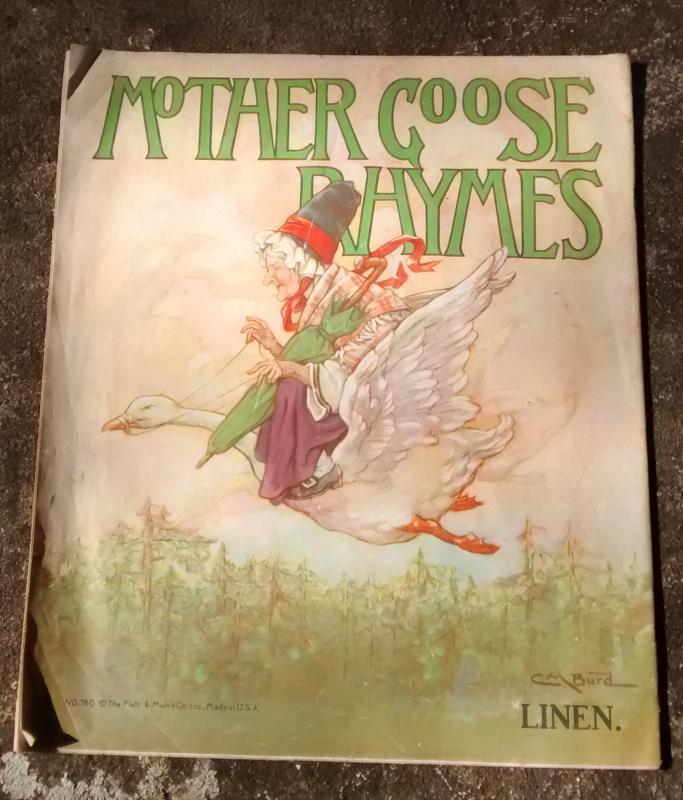 MOTHER GOOSE
RHYMES
C M Burd
NO. 760 © The Platt & Munk Co. Inc. Made in U.S.A.
LINEN.